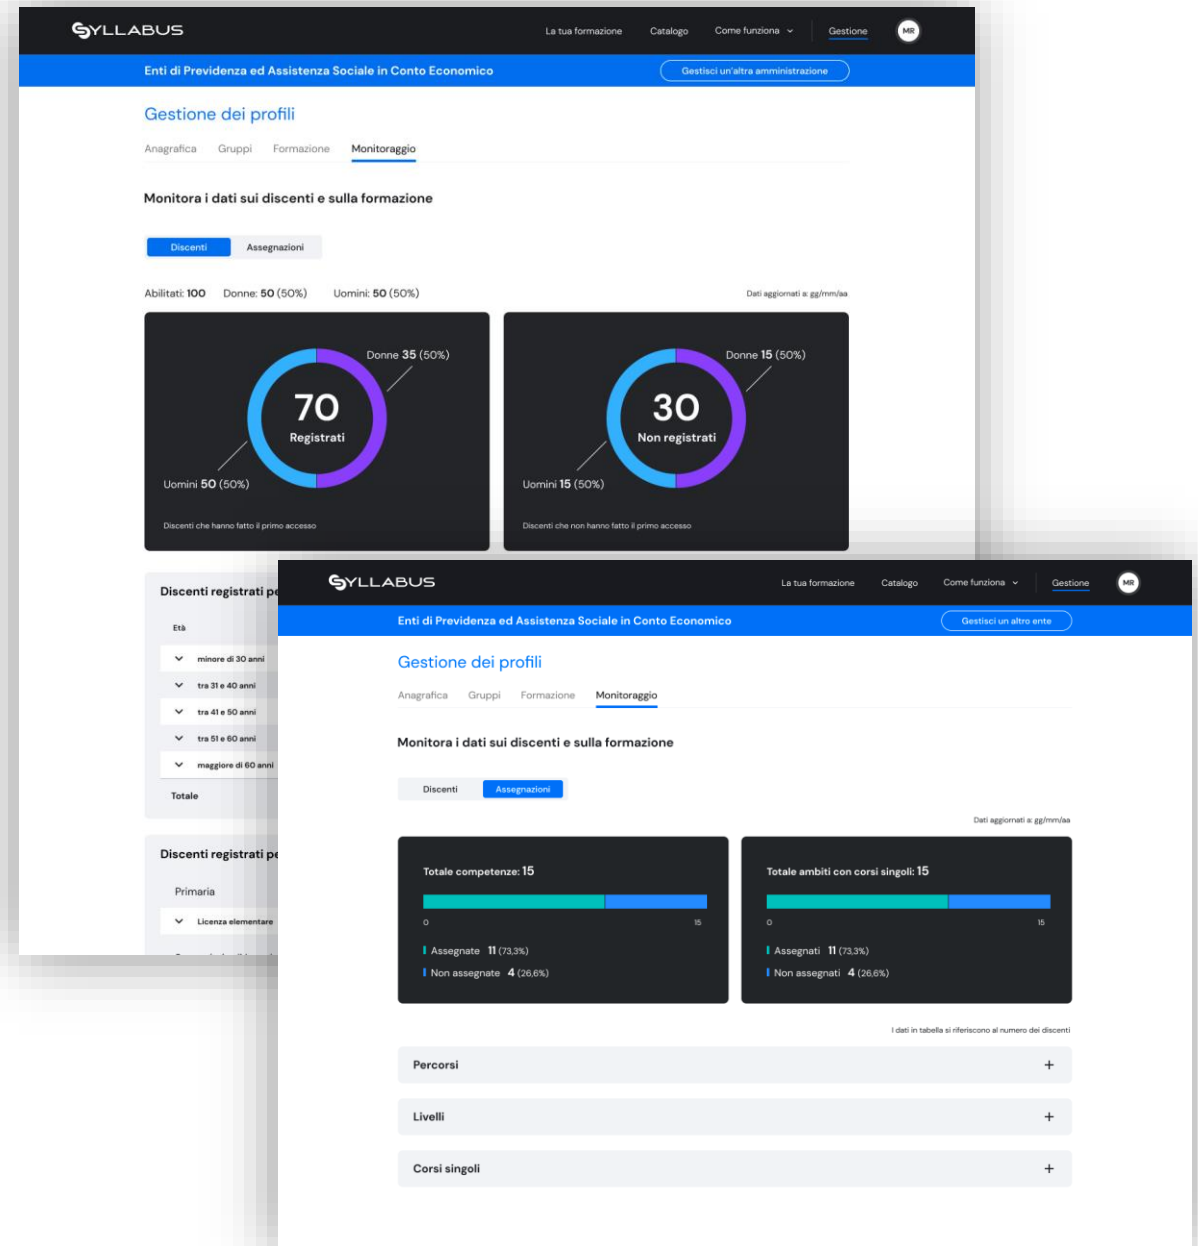 SYLLABUS
La tua formazione Catalogo Come funziona Gestione MR
Enti di Previdenza ed Assistenza Sociale in Conto Economico Gestisci un'altra amministrazione
Gestione dei profili
Anagrafica Gruppi Formazione Monitoraggio
Monitora i dati sui discenti e sulla formazione
Discenti Assegnazioni
Abilitati: 100 Donne: 50 (50%) Uomini: 50 (50%) Dati aggiornati a: gg/mm/aa
Donne 35 (50%)
70
Registrati
Uomini 50 (50%)
Discenti che hanno fatto il primo accesso
Donne 15 (50%)
30
Non registrati
Uomini 15 (50%)
Discenti che non hanno fatto il primo accesso
Discenti registrati pe
Età
minore di 30 anni
tra 31 e 40 anni
tra 41 e 50 anni
tra 51 e 60 anni
maggiore di 60 anni
Totale
Discenti registrati pe
Primaria
Licenza elementare
SYLLABUS
La tua formazione Catalogo Come funziona Gestione MR
Enti di Previdenza ed Assistenza Sociale in Conto Economico Gestisci un altro ente
Gestione dei profili
Anagrafica Gruppi Formazione Monitoraggio
Monitora i dati sui discenti e sulla formazione
Discenti Assegnazioni
Dati aggiornati a: gg/mm/aa
Totale competenze: 15
0 15
Assegnate 11 (73,3%)
Non assegnate 4 (26,6%)
Totale ambiti con corsi singoli: 15
0 15
Assegnati 11 (73,3%)
Non assegnati 4 (26,6%)
I dati in tabella si riferiscono al numero dei discenti
Percorsi +
Livelli +
Corsi singoli +